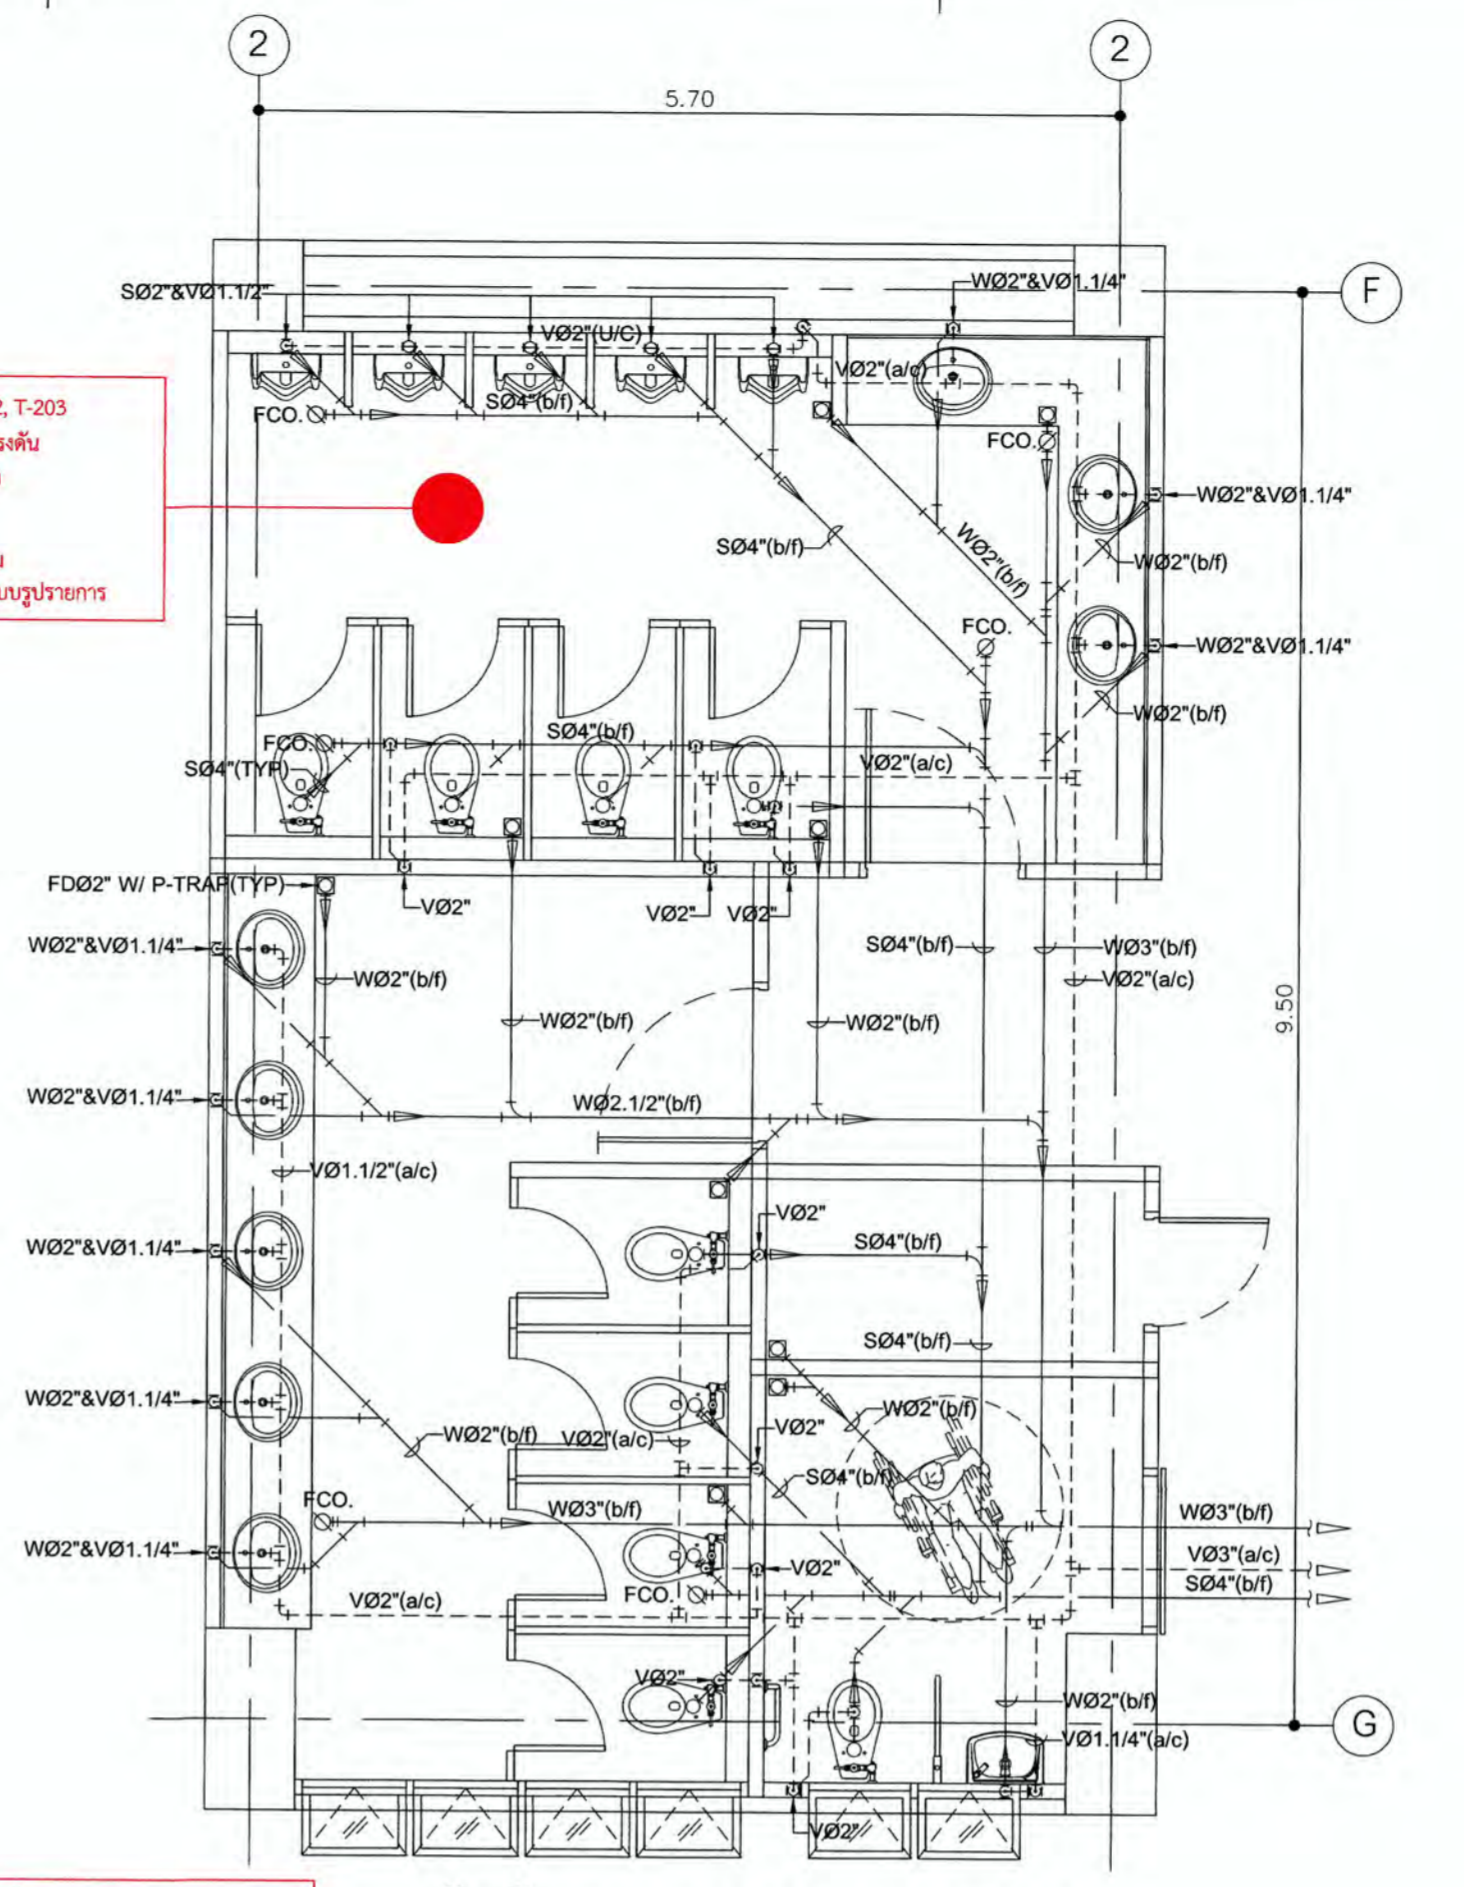 2
2
5.70
F
SØ2"&VØ1.1/2"
WØ2"&VØ1.1/4"
VØ2"(U/C)
VØ2"(a/c)
SØ4"(b/f)
FCO.
T-203
บบรูปรายการ
FCO.
WØ2"&VØ1.1/4"
SØ4"(b/f)
WØ2"(b/f)
WØ2"(b/f)
FCO.
WØ2"&VØ1.1/4"
WØ2"(b/f)
SØ4"(b/f)
FCO.
SØ4"(TYP)
VØ2"(a/c)
FDØ2" W/ P-TRAP(TYP)
VØ2"
VØ2"
VØ2"
WØ2"&VØ1.1/4"
SØ4"(b/f)
WØ3"(b/f)
WØ2"(b/f)
VØ2"(a/c)
9.50
WØ2"(b/f)
WØ2"(b/f)
WØ2"&VØ1.1/4"
WØ2.1/2"(b/f)
VØ1.1/2"(a/c)
VØ2"
WØ2"&VØ1.1/4"
SØ4"(b/f)
SØ4"(b/f)
WØ2"&VØ1.1/4"
WØ2"(b/f)
WØ2"(b/f)
VØ2"(a/c)
VØ2"
SØ4"(b/f)
FCO.
WØ3"(b/f)
WØ3"(b/f)
WØ2"&VØ1.1/4"
VØ3"(a/c)
VØ2"
SØ4"(b/f)
FCO.
VØ2"(a/c)
VØ2"
WØ2"(b/f)
G
VØ1.1/4"(a/c)
VØ2"